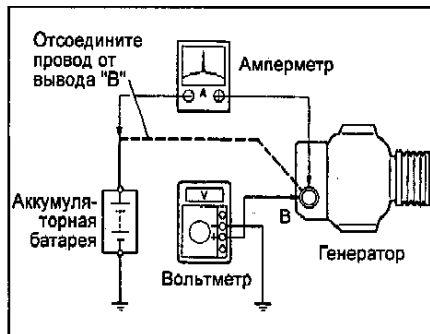 Отсоедините
провод от
вывода "В"
Амперметр
A
Аккумуля-
торная
батарея
V
B
Вольтметр
Генератор